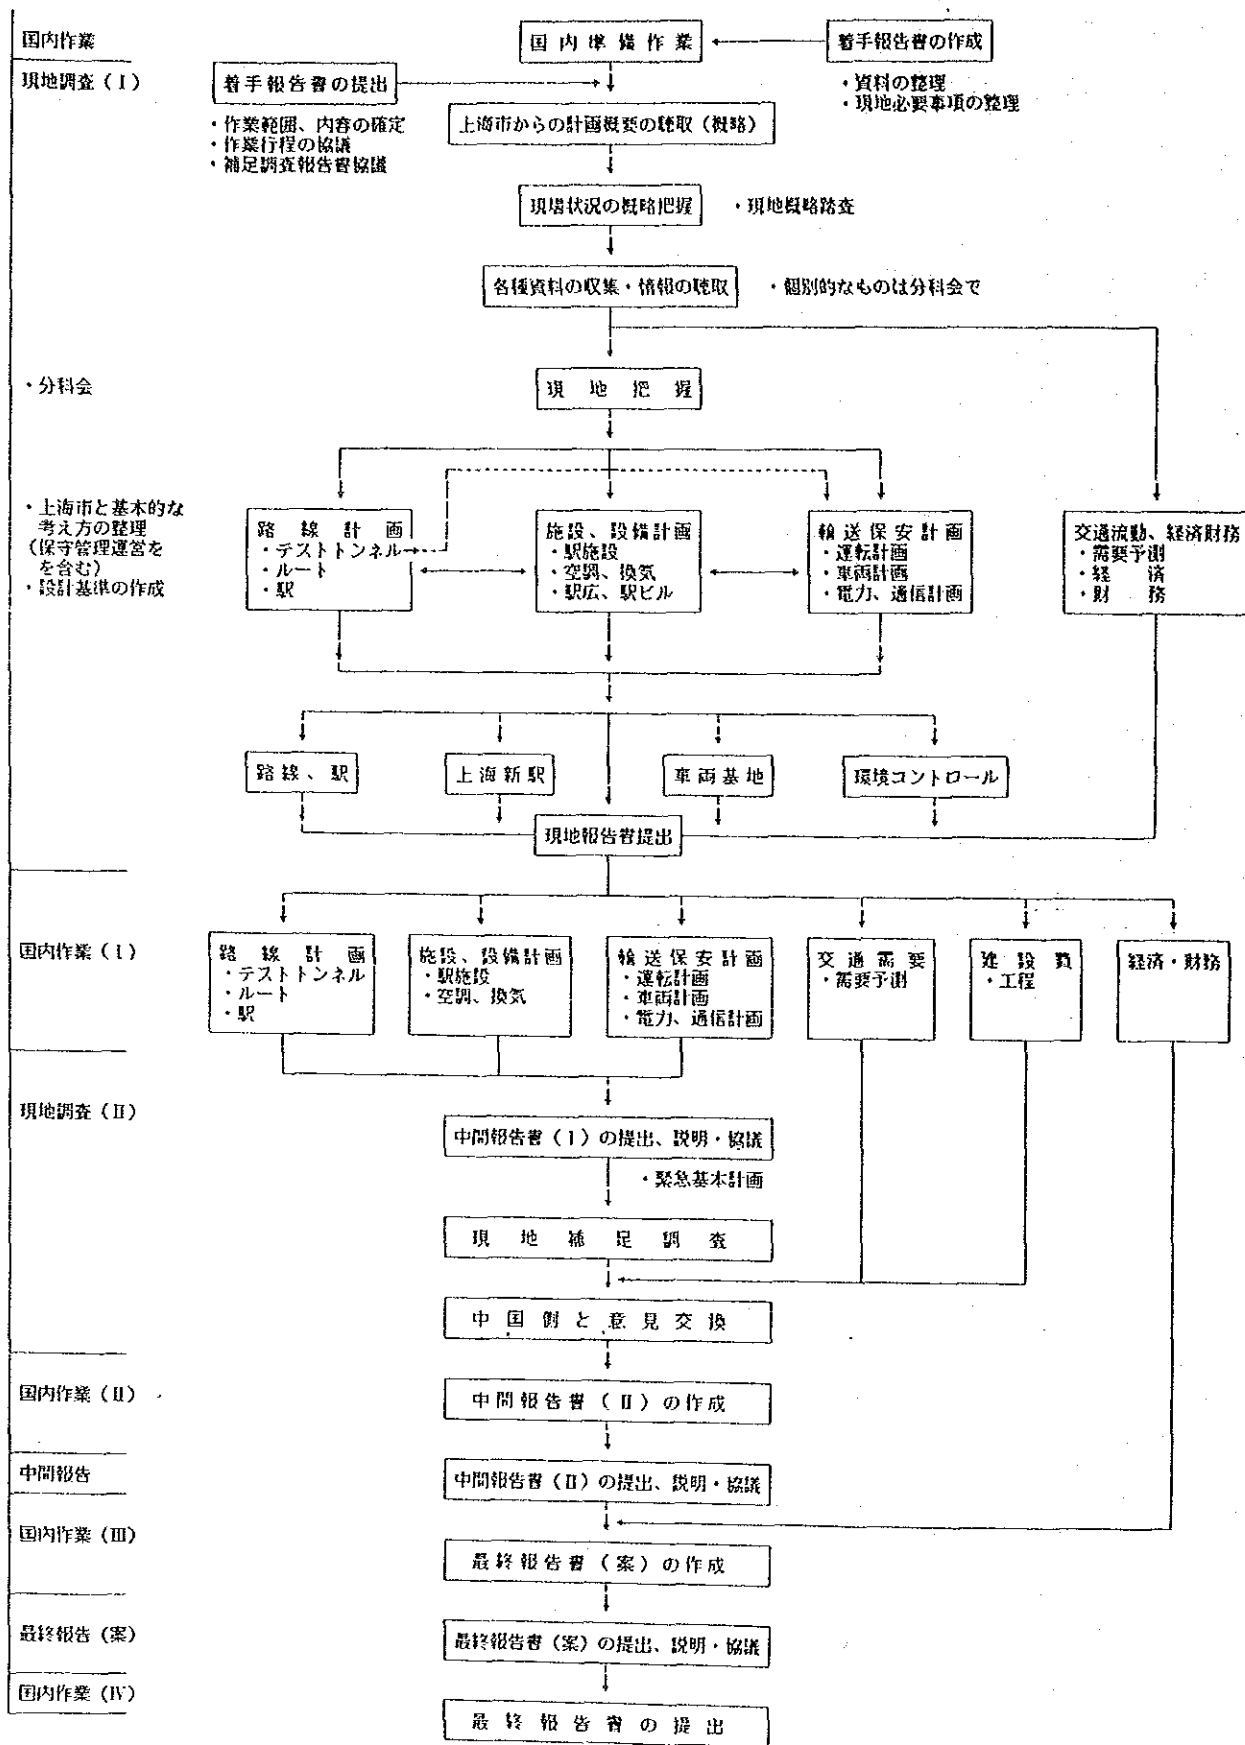 国内作業
国内準備作業
着手報告書の作成
・資料の整理
・現地必要事項の整理
現地調査(I)
着手報告書の提出
・作業範囲、内容の確定
・作業行程の協議
・補足調査報告書協議
上海市からの計画概要の聴取(概略)
現場状況の概略把握
・現地概略踏査
各種資料の収集・情報の聴取
・個別的なものは分科会で
・分科会
現地把握
・上海市と基本的な
考え方の整理
(保守管理運営を
を含む)
・設計基準の作成
路線計画
・テストトンネル
・ルート
・駅
施設、設備計画
・駅施設
・空調、換気
・駅広、駅ビル
輸送保安計画
・運転計画
・車両計画
・電力、通信計画
交通流動、経済財務
・需要予測
・経済
・財務
路線、駅
上海新駅
車両基地
環境コントロール
現地報告書提出
国内作業(I)
路線計画
・テストトンネル
・ルート
・駅
施設、設備計画
・駅施設
・空調、換気
輸送保安計画
・運転計画
・車両計画
・電力、通信計画
交通需要
・需要予測
建設費
・工程
経済・財務
現地調査(II)
中間報告書(I)の提出、説明・協議
・緊急基本計画
現地補足調査
中国側と意見交換
国内作業(II)
中間報告書(II)の作成
中間報告
中間報告書(II)の提出、説明・協議
国内作業(III)
最終報告書(案)の作成
最終報告(案)
最終報告書(案)の提出、説明・協議
国内作業(IV)
最終報告書の提出